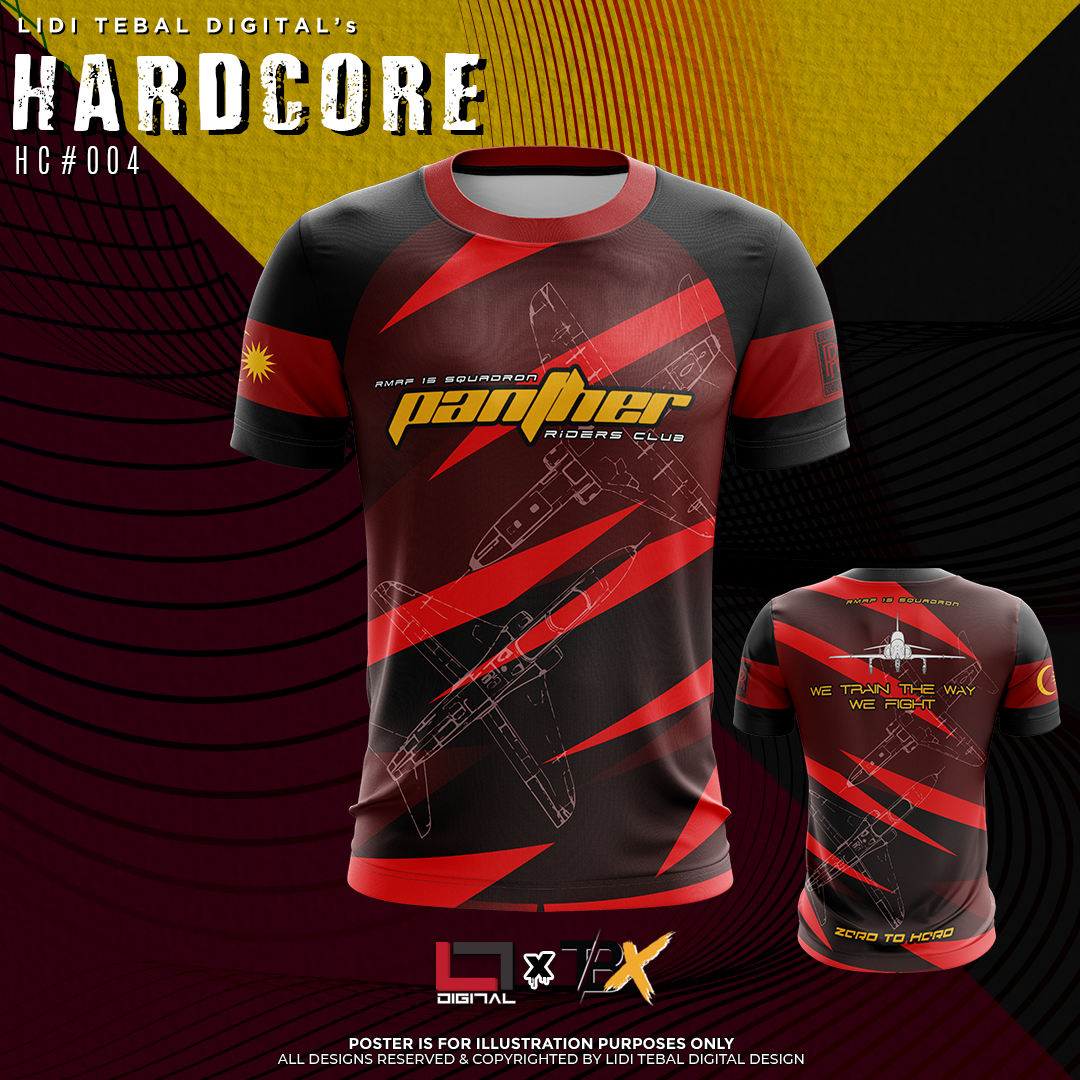 LIDI TEBAL DIGITAL's
HARDCORE
HC#004
RMAF 15 SQUADRON
panther
RIDERS CLUB
RMAF 15 SQUADRON
WE TRAIN THE WAY
WE FIGHT
ZERO TO HERO
LT X TBX
DIGITAL
POSTER IS FOR ILLUSTRATION PURPOSES ONLY
ALL DESIGNS RESERVED & COPYRIGHTED BY LIDI TEBAL DIGITAL DESIGN